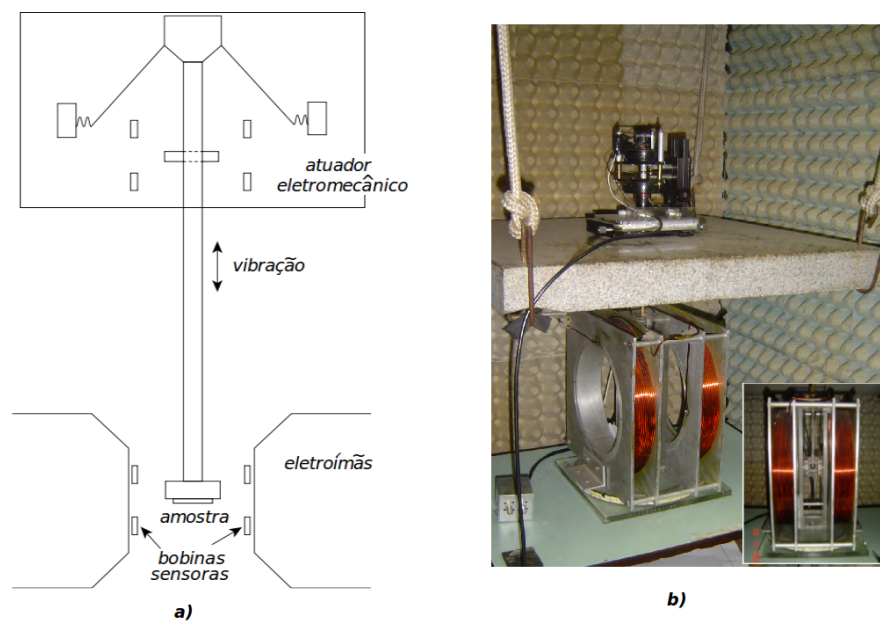 atuador
eletromecânico
vibração
eletroímãs
amostra
bobinas
sensoras
a)
b)